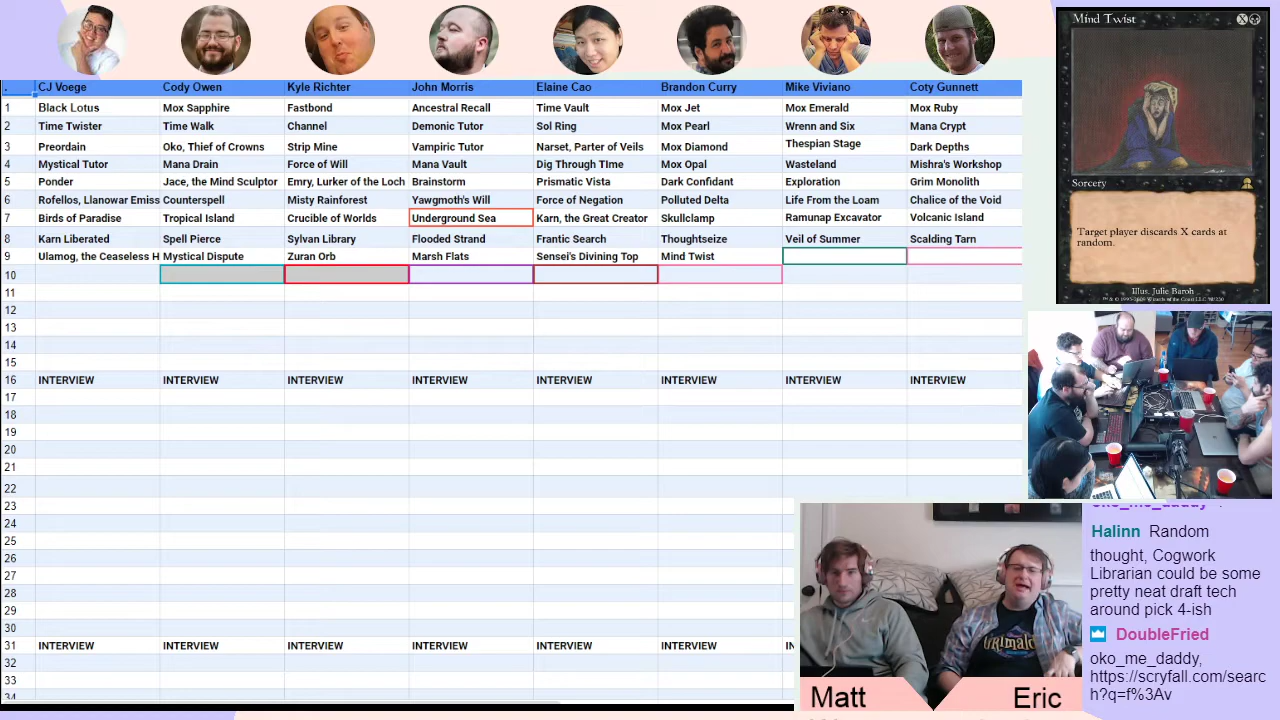 . CJ Voege Cody Owen Kyle Richter John Morris Elaine Cao Brandon Curry Mike Viviano Coty Gunnett
1 Black Lotus Mox Sapphire Fastbond Ancestral Recall Time Vault Mox Jet Mox Emerald Mox Ruby
2 Time Twister Time Walk Channel Demonic Tutor Sol Ring Mox Pearl Wrenn and Six Mana Crypt
3 Preordain Oko, Thief of Crowns Strip Mine Vampiric Tutor Narset, Parter of Veils Mox Diamond Thespian Stage Dark Depths
4 Mystical Tutor Mana Drain Force of Will Mana Vault Dig Through TIme Mox Opal Wasteland Mishra's Workshop
5 Ponder Jace, the Mind Sculptor Emry, Lurker of the Loch Brainstorm Prismatic Vista Dark Confidant Exploration Grim Monolith
6 Rofellos, Llanowar Emiss Counterspell Misty Rainforest Yawgmoth's Will Force of Negation Polluted Delta Life From the Loam Chalice of the Void
7 Birds of Paradise Tropical Island Crucible of Worlds Underground Sea Karn, the Great Creator Skullclamp Ramunap Excavator Volcanic Island
8 Karn Liberated Spell Pierce Sylvan Library Flooded Strand Frantic Search Thoughtseize Veil of Summer Scalding Tarn
9 Ulamog, the Ceaseless H Mystical Dispute Zuran Orb Marsh Flats Sensei's Divining Top Mind Twist
10
11
12
13
14
15
16 INTERVIEW INTERVIEW INTERVIEW INTERVIEW INTERVIEW INTERVIEW INTERVIEW INTERVIEW
17
18
19
20
21
22
23
24
25
26
27
28
29
30
31 INTERVIEW INTERVIEW INTERVIEW INTERVIEW INTERVIEW INTERVIEW IN
32
33
34
Mind Twist X
Sorcery
Target player discards X cards at
random.
Illus. Julie Baroh
oko_me_daddy
Halinn Random
thought, Cogwork
Librarian could be some
pretty neat draft tech
around pick 4-ish
DoubleFried
oko_me_daddy,
https://scryfall.com/searc
h?q=f%3Av
Matt Eric